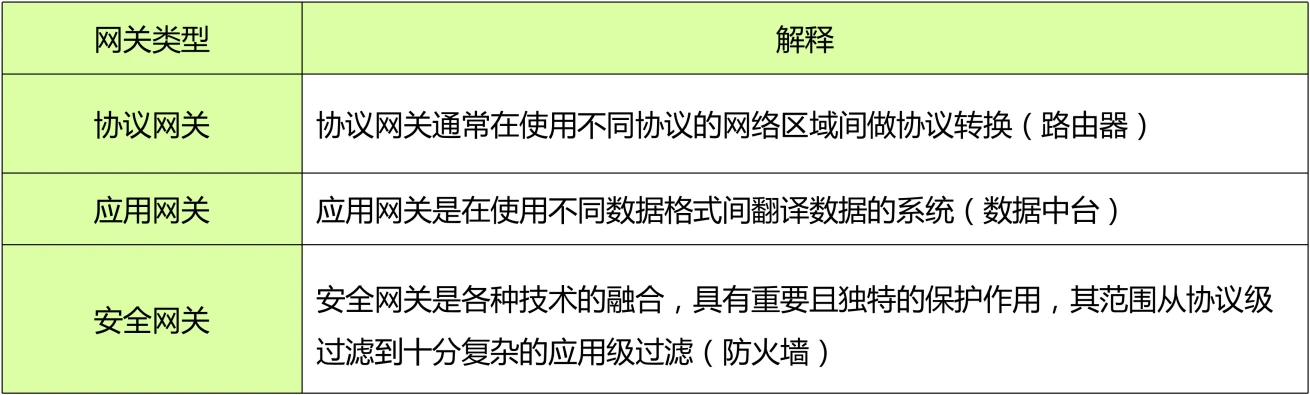 网关类型
解释
协议网关
协议网关通常在使用不同协议的网络区域间做协议转换（路由器）
应用网关
应用网关是在使用不同数据格式间翻译数据的系统（数据中台）
安全网关
安全网关是各种技术的融合，具有重要且独特的保护作用，其范围从协议级
过滤到十分复杂的应用级过滤（防火墙）